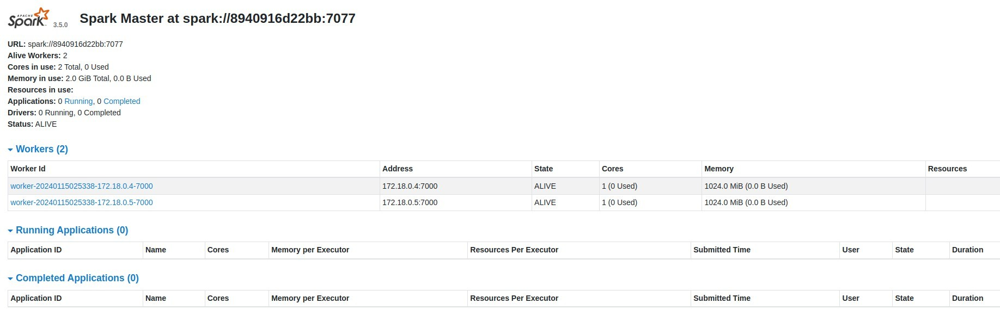 APACHE
Spark 3.5.0 Spark Master at spark://8940916d22bb:7077
URL: spark://8940916d22bb:7077
Alive Workers: 2
Cores in use: 2 Total, 0 Used
Memory in use: 2.0 GiB Total, 0.0 B Used
Resources in use:
Applications: 0 Running, 0 Completed
Drivers: 0 Running, 0 Completed
Status: ALIVE
Workers (2)
Worker Id Address State Cores Memory Resources
worker-20240115025338-172.18.0.4-7000 172.18.0.4:7000 ALIVE 1 (0 Used) 1024.0 MiB (0.0 B Used)
worker-20240115025338-172.18.0.5-7000 172.18.0.5:7000 ALIVE 1 (0 Used) 1024.0 MiB (0.0 B Used)
Running Applications (0)
Application ID Name Cores Memory per Executor Resources Per Executor Submitted Time User State Duration
Completed Applications (0)
Application ID Name Cores Memory per Executor Resources Per Executor Submitted Time User State Duration